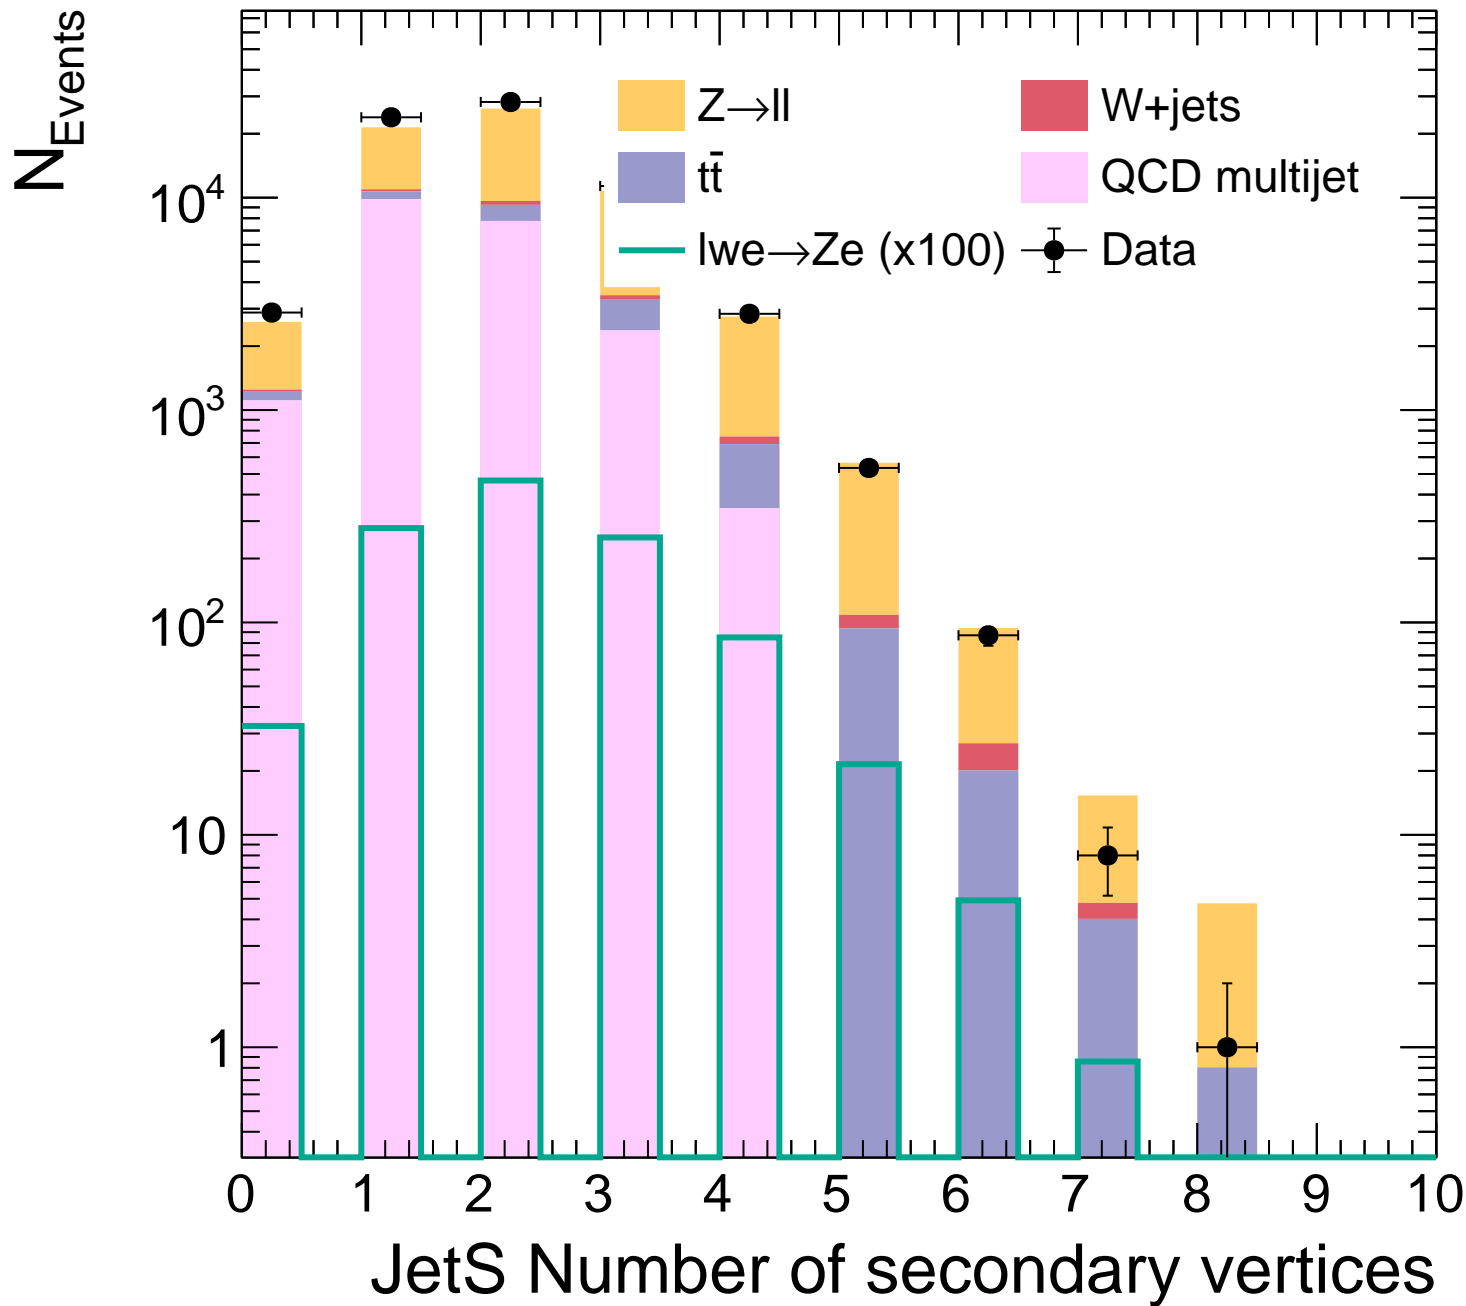 N_Events
Z→ll
W+jets
tt̄
QCD multijet
lwe→Ze (x100)
Data
10^4
10^3
10^2
10
1
0 1 2 3 4 5 6 7 8 9 10
JetS Number of secondary vertices